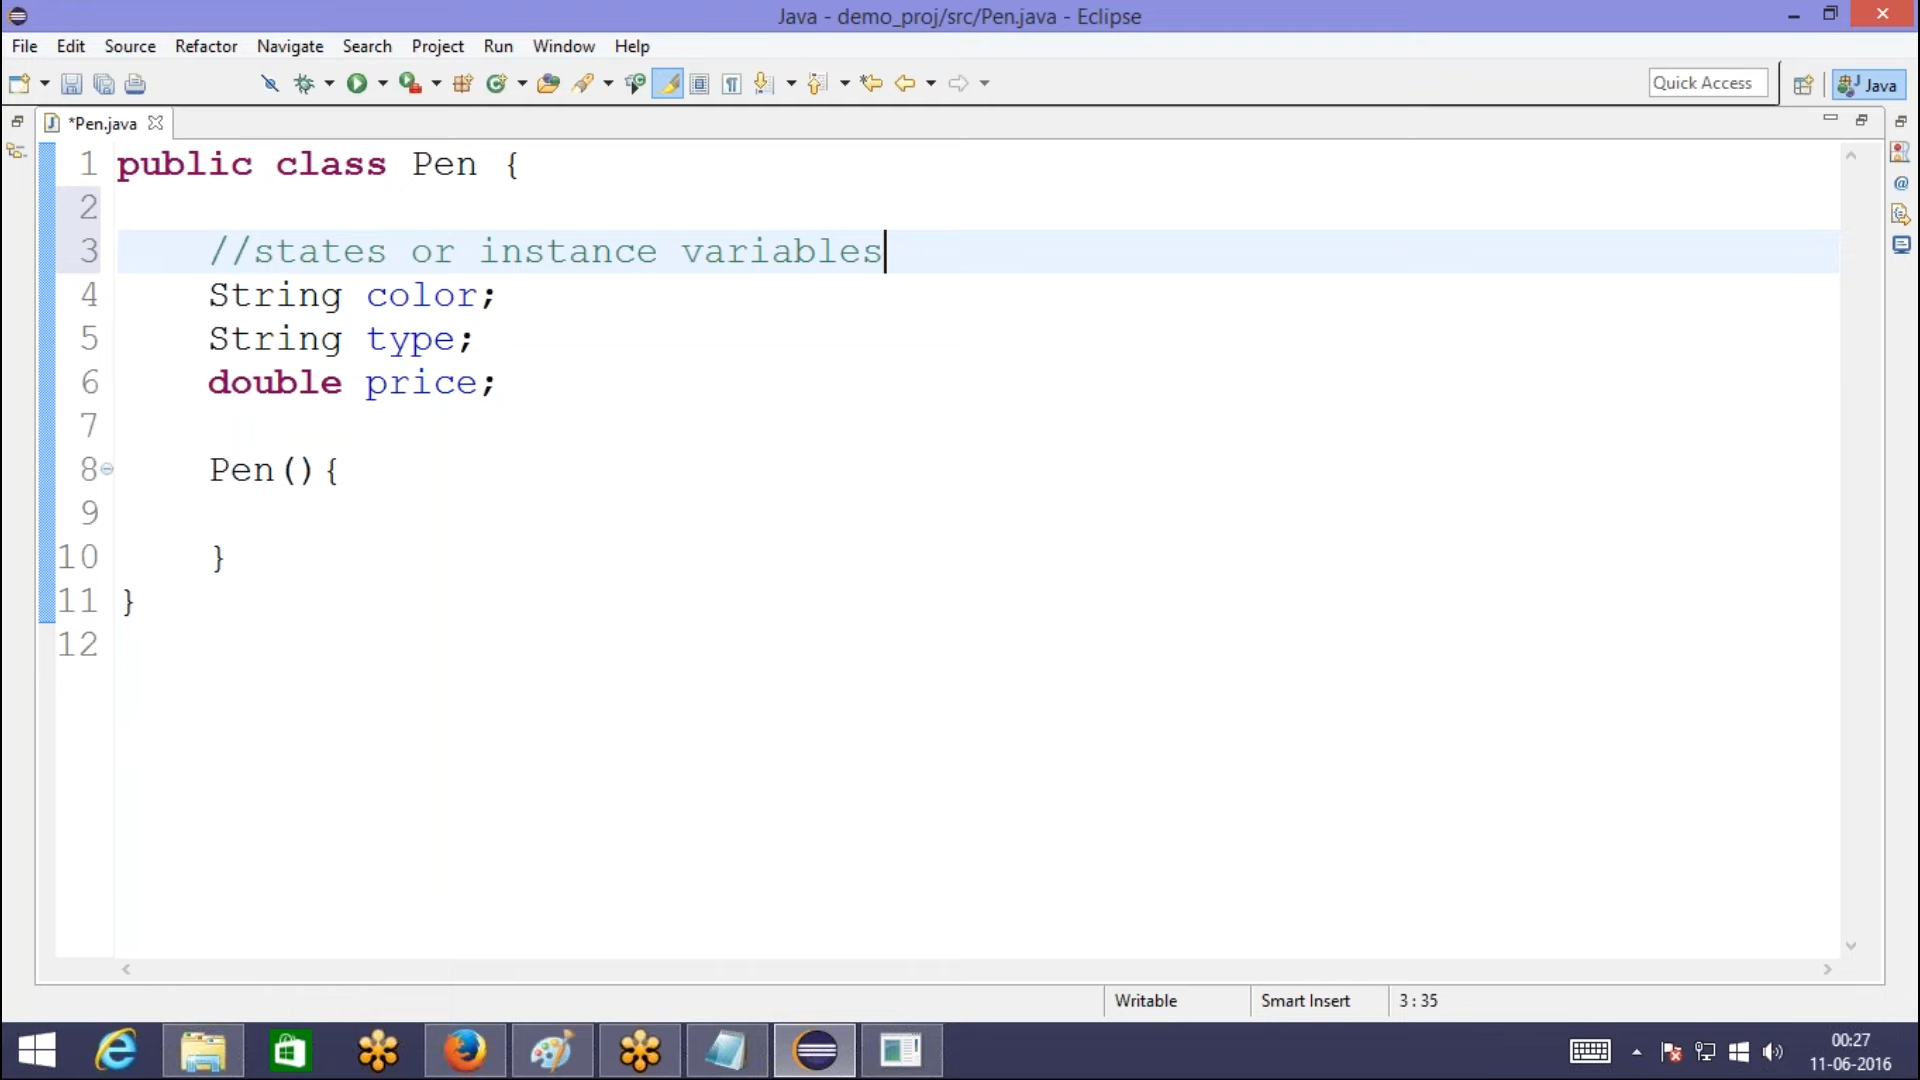 Java - demo_proj/src/Pen.java - Eclipse
File Edit Source Refactor Navigate Search Project Run Window Help
Quick Access
Java
*Pen.java
1 public class Pen {
2
3 //states or instance variables
4 String color;
5 String type;
6 double price;
7
8 Pen(){
9
10 }
11 }
12
Writable Smart Insert 3 : 35
00:27
11-06-2016